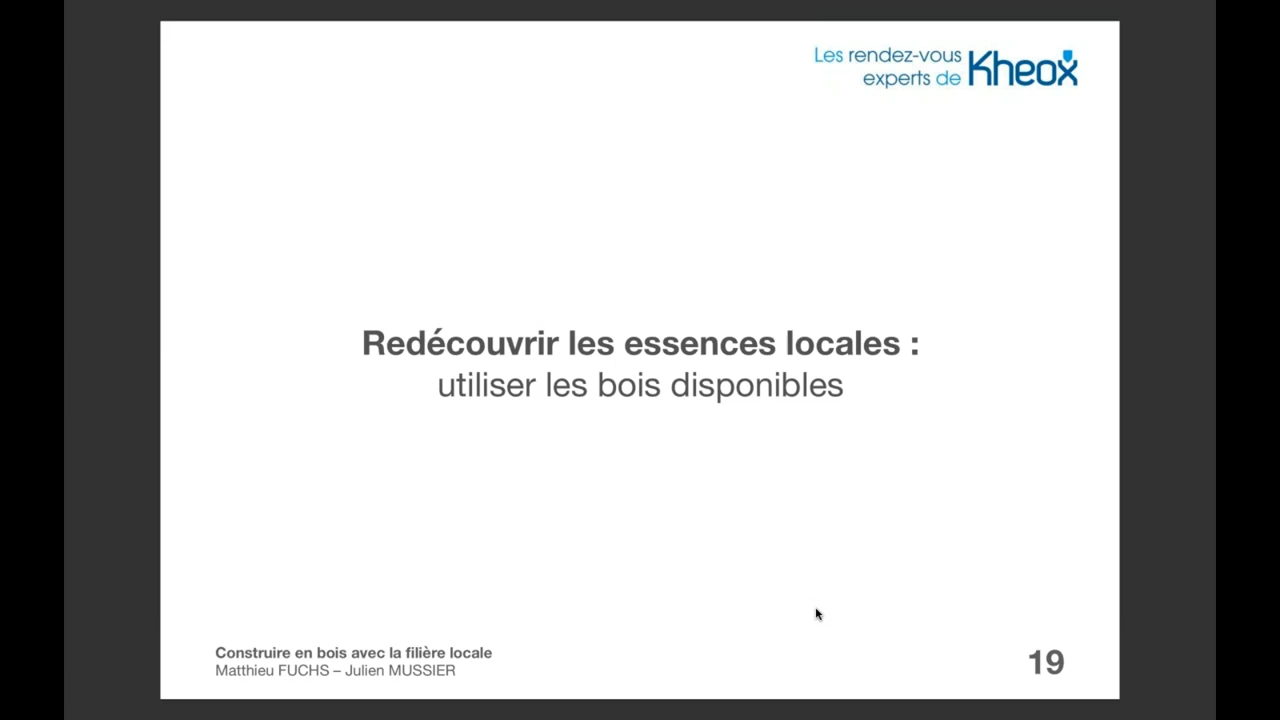 Les rendez-vous
experts de Kheox
Redécouvrir les essences locales :
utiliser les bois disponibles
Construire en bois avec la filière locale
Matthieu FUCHS – Julien MUSSIER
19